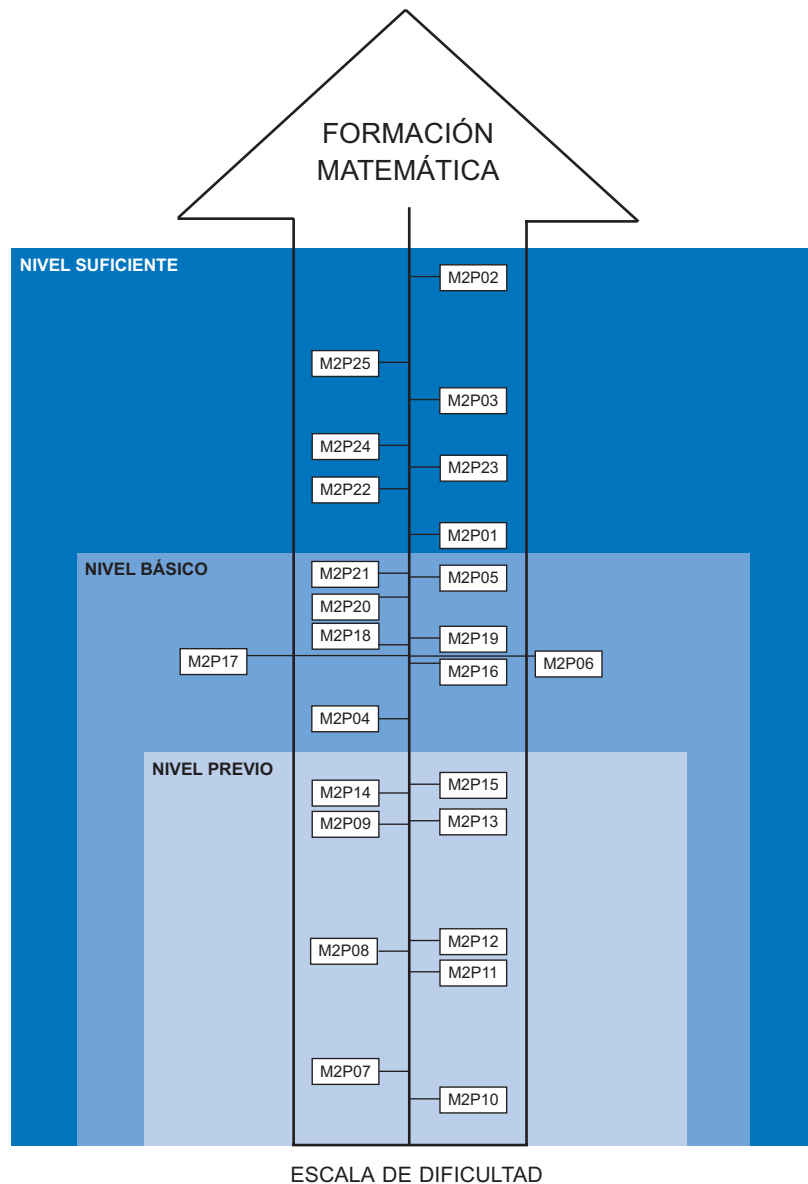 FORMACIÓN
MATEMÁTICA
NIVEL SUFICIENTE
M2P02
M2P25
M2P03
M2P24
M2P23
M2P22
M2P01
NIVEL BÁSICO
M2P21
M2P05
M2P20
M2P18
M2P19
M2P17
M2P06
M2P16
M2P04
NIVEL PREVIO
M2P15
M2P14
M2P13
M2P09
M2P12
M2P08
M2P11
M2P07
M2P10
ESCALA DE DIFICULTAD